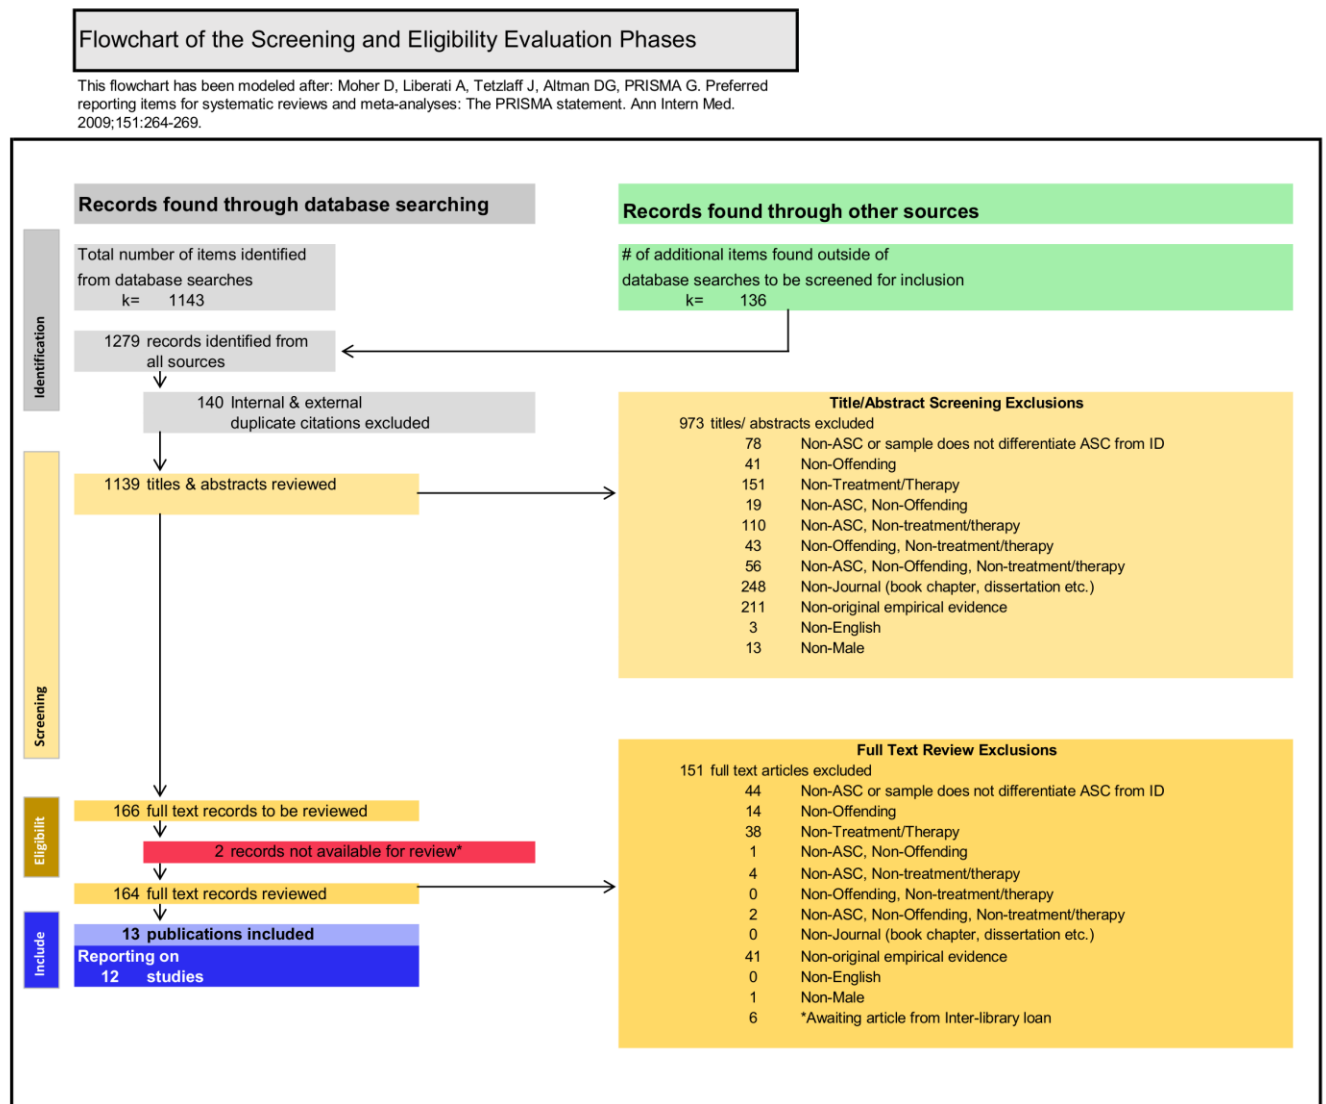 Flowchart of the Screening and Eligibility Evaluation Phases
This flowchart has been modeled after: Moher D, Liberati A, Tetzlaff J, Altman DG, PRISMA G. Preferred
reporting items for systematic reviews and meta-analyses: The PRISMA statement. Ann Intern Med.
2009;151:264-269.
Records found through database searching
Records found through other sources
Identification
Total number of items identified
from database searches
k= 1143
# of additional items found outside of
database searches to be screened for inclusion
k= 136
1279 records identified from
all sources
140 Internal & external
duplicate citations excluded
Screening
1139 titles & abstracts reviewed
Title/Abstract Screening Exclusions
973 titles/ abstracts excluded
78 Non-ASC or sample does not differentiate ASC from ID
41 Non-Offending
151 Non-Treatment/Therapy
19 Non-ASC, Non-Offending
110 Non-ASC, Non-treatment/therapy
43 Non-Offending, Non-treatment/therapy
56 Non-ASC, Non-Offending, Non-treatment/therapy
248 Non-Journal (book chapter, dissertation etc.)
211 Non-original empirical evidence
3 Non-English
13 Non-Male
Eligibilit
166 full text records to be reviewed
2 records not available for review*
164 full text records reviewed
Full Text Review Exclusions
151 full text articles excluded
44 Non-ASC or sample does not differentiate ASC from ID
14 Non-Offending
38 Non-Treatment/Therapy
1 Non-ASC, Non-Offending
4 Non-ASC, Non-treatment/therapy
0 Non-Offending, Non-treatment/therapy
2 Non-ASC, Non-Offending, Non-treatment/therapy
0 Non-Journal (book chapter, dissertation etc.)
41 Non-original empirical evidence
0 Non-English
1 Non-Male
6 *Awaiting article from Inter-library loan
Include
13 publications included
Reporting on
12 studies